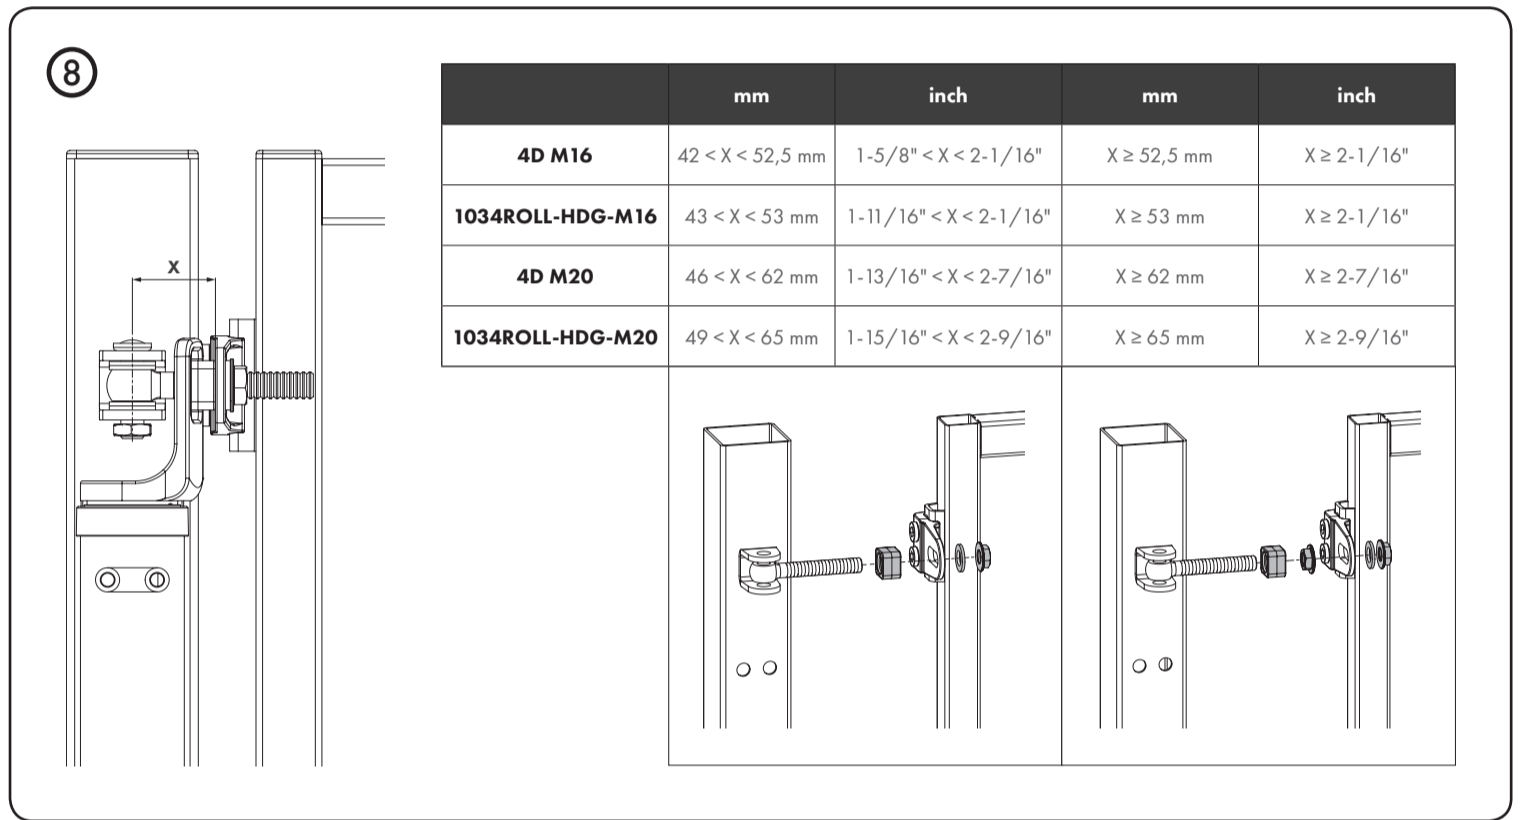 8
mm inch mm inch
4D M16 42 < X < 52,5 mm 1-5/8" < X < 2-1/16" X ≥ 52,5 mm X ≥ 2-1/16"
1034ROLL-HDG-M16 43 < X < 53 mm 1-11/16" < X < 2-1/16" X ≥ 53 mm X ≥ 2-1/16"
4D M20 46 < X < 62 mm 1-13/16" < X < 2-7/16" X ≥ 62 mm X ≥ 2-7/16"
1034ROLL-HDG-M20 49 < X < 65 mm 1-15/16" < X < 2-9/16" X ≥ 65 mm X ≥ 2-9/16"
X